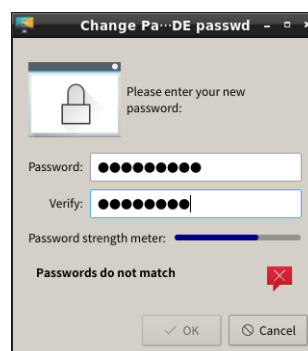 Change Pa···DE passwd
Please enter your new
password:
Password: ●●●●●●●●●
Verify: ●●●●●●●●
Password strength meter:
Passwords do not match
OK Cancel